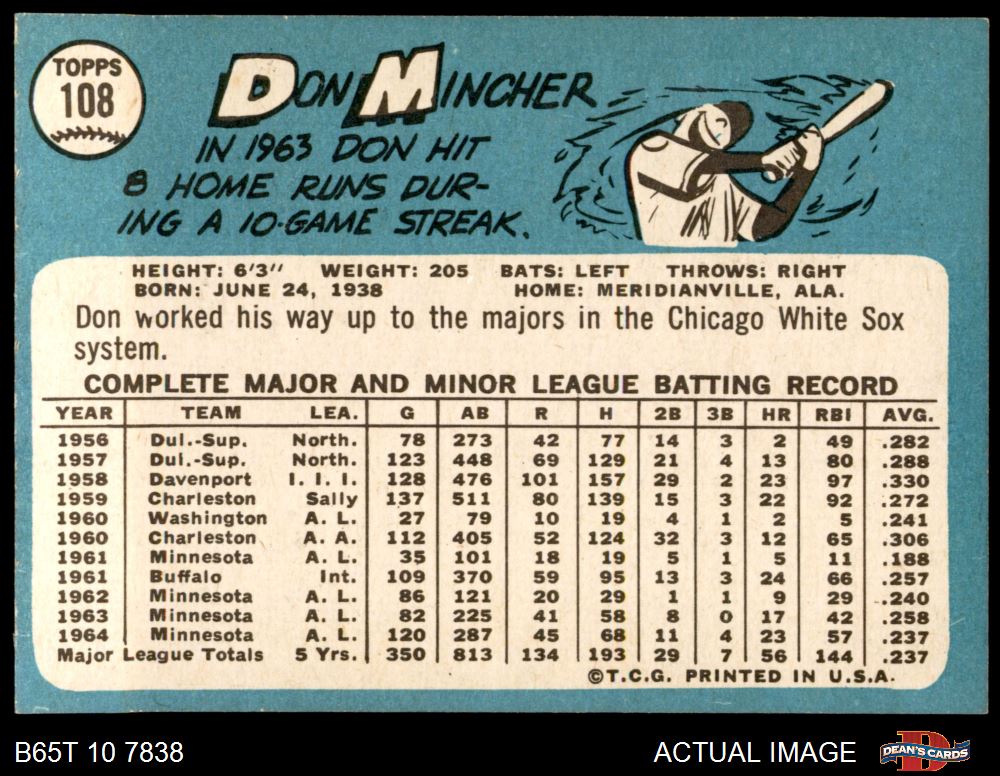 TOPPS
108
DON MINCHER
IN 1963 DON HIT
8 HOME RUNS DUR-
ING A 10-GAME STREAK.
HEIGHT: 6'3" WEIGHT: 205 BATS: LEFT THROWS: RIGHT
BORN: JUNE 24, 1938 HOME: MERIDIANVILLE, ALA.
Don worked his way up to the majors in the Chicago White Sox
system.
COMPLETE MAJOR AND MINOR LEAGUE BATTING RECORD
YEAR TEAM LEA. G AB R H 2B 3B HR RBI AVG.
1956 Dul.-Sup. North. 78 273 42 77 14 3 2 49 .282
1957 Dul.-Sup. North. 123 448 69 129 21 4 13 80 .288
1958 Davenport I. I. I. 128 476 101 157 29 2 23 97 .330
1959 Charleston Sally 137 511 80 139 15 3 22 92 .272
1960 Washington A. L. 27 79 10 19 4 1 2 5 .241
1960 Charleston A. A. 112 405 52 124 32 3 12 65 .306
1961 Minnesota A. L. 35 101 18 19 5 1 5 11 .188
1961 Buffalo Int. 109 370 59 95 13 3 24 66 .257
1962 Minnesota A. L. 86 121 20 29 1 1 9 29 .240
1963 Minnesota A. L. 82 225 41 58 8 0 17 42 .258
1964 Minnesota A. L. 120 287 45 68 11 4 23 57 .237
Major League Totals 5 Yrs. 350 813 134 193 29 7 56 144 .237
©T.C.G. PRINTED IN U.S.A.
B65T 10 7838 ACTUAL IMAGE DEAN'S CARDS